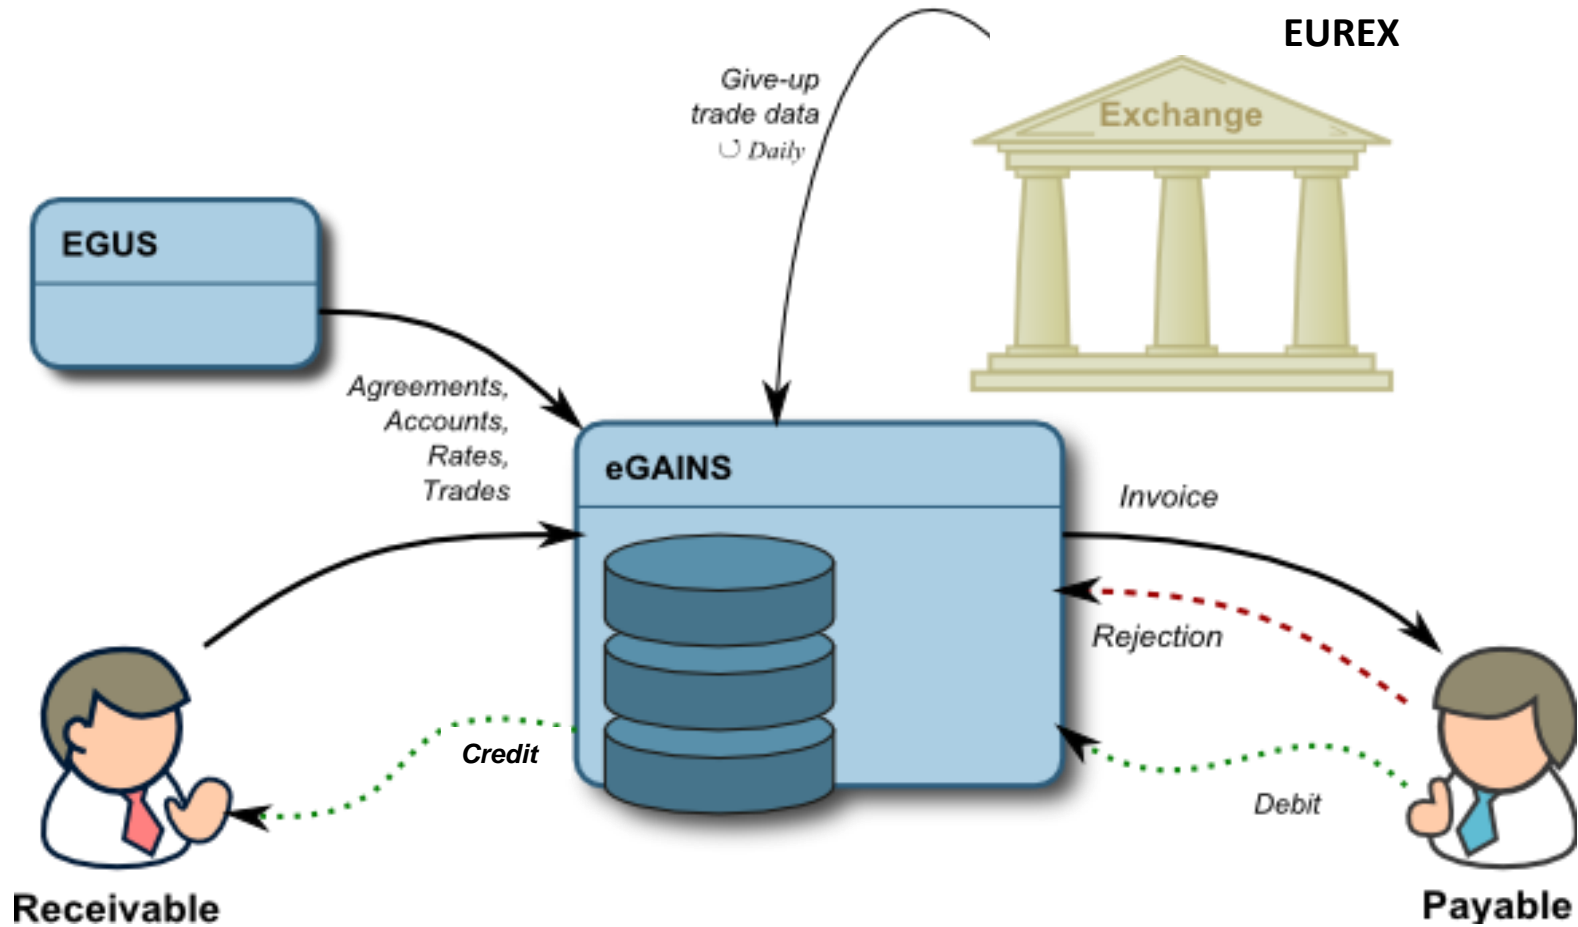 EUREX
Give-up
trade data
Daily
Exchange
EGUS
Agreements,
Accounts,
Rates,
Trades
eGAINS
Invoice
Rejection
Credit
Debit
Receivable
Payable